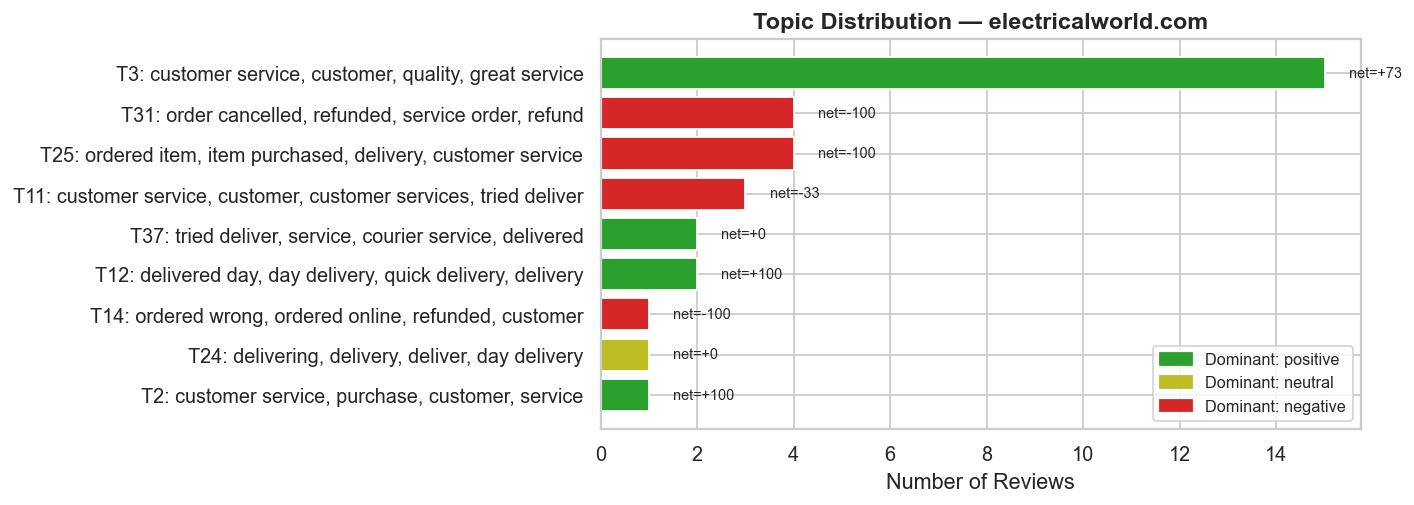 Topic Distribution — electricalworld.com
T3: customer service, customer, quality, great service
net=+73
T31: order cancelled, refunded, service order, refund
net=-100
T25: ordered item, item purchased, delivery, customer service
net=-100
T11: customer service, customer, customer services, tried deliver
net=-33
T37: tried deliver, service, courier service, delivered
net=+0
T12: delivered day, day delivery, quick delivery, delivery
net=+100
T14: ordered wrong, ordered online, refunded, customer
net=-100
T24: delivering, delivery, deliver, day delivery
net=+0
T2: customer service, purchase, customer, service
net=+100
Dominant: positive
Dominant: neutral
Dominant: negative
0 2 4 6 8 10 12 14
Number of Reviews